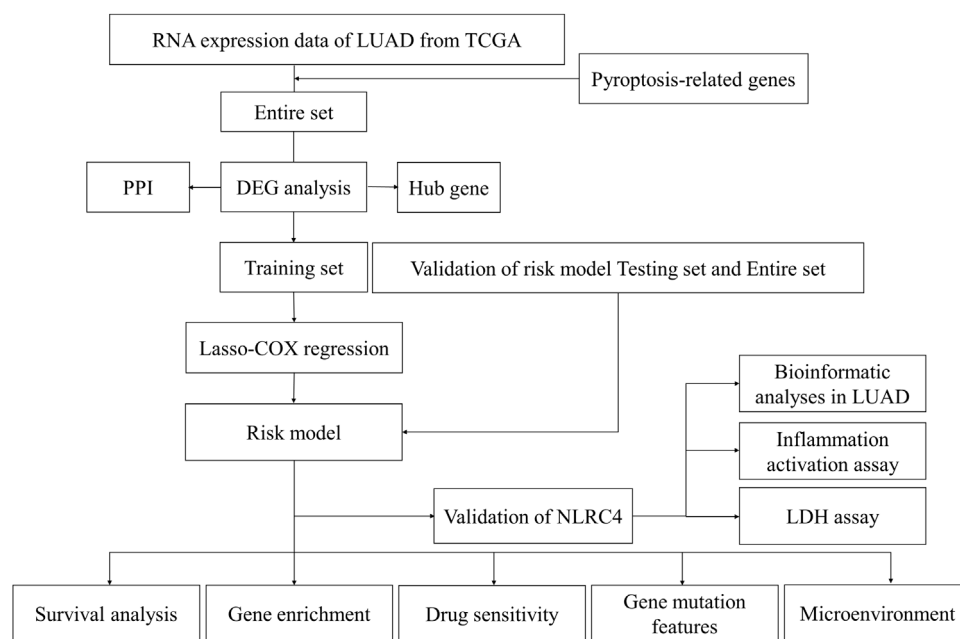 RNA expression data of LUAD from TCGA
Pyroptosis-related genes
Entire set
PPI
DEG analysis
Hub gene
Training set
Validation of risk model Testing set and Entire set
Lasso-COX regression
Bioinformatic
analyses in LUAD
Risk model
Inflammation
activation assay
Validation of NLRC4
LDH assay
Survival analysis
Gene enrichment
Drug sensitivity
Gene mutation
features
Microenvironment